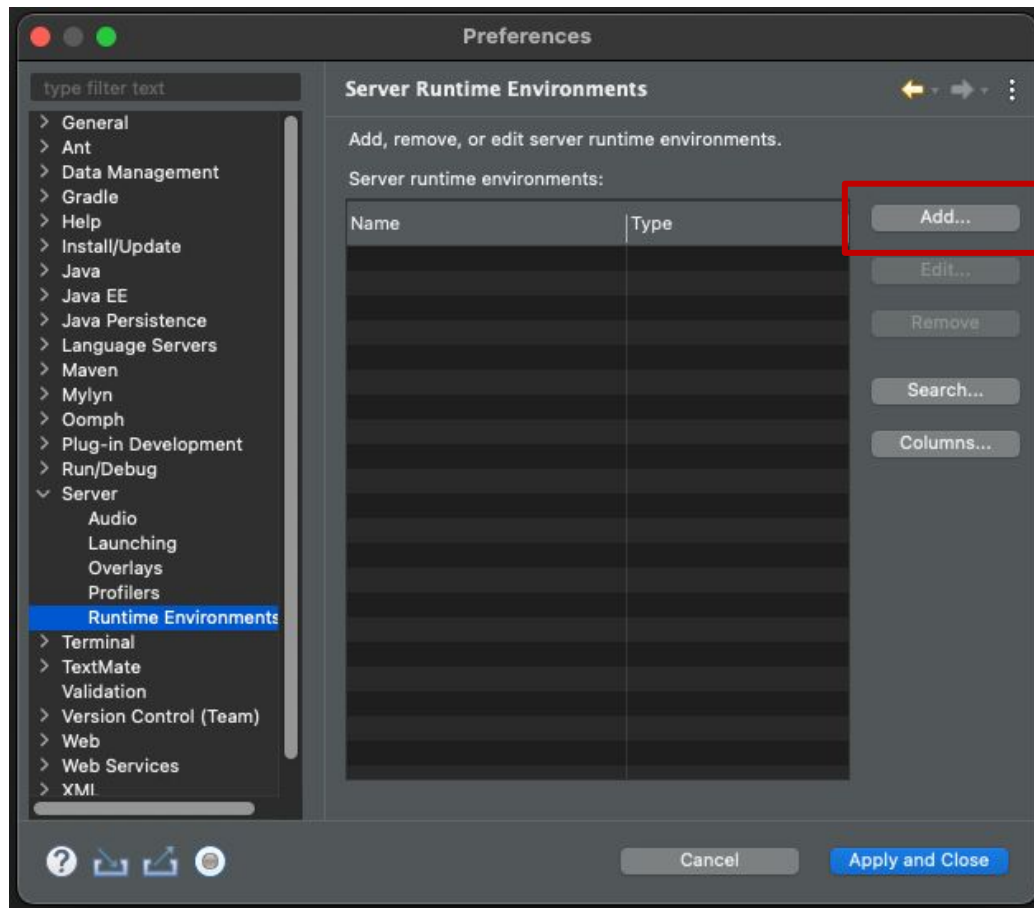 Preferences
type filter text
General
Ant
Data Management
Gradle
Help
Install/Update
Java
Java EE
Java Persistence
Language Servers
Maven
Mylyn
Oomph
Plug-in Development
Run/Debug
Server
Audio
Launching
Overlays
Profilers
Runtime Environments
Terminal
TextMate
Validation
Version Control (Team)
Web
Web Services
XML
Server Runtime Environments
Add, remove, or edit server runtime environments.
Server runtime environments:
Name Type
Add...
Edit...
Remove
Search...
Columns...
?
Cancel Apply and Close